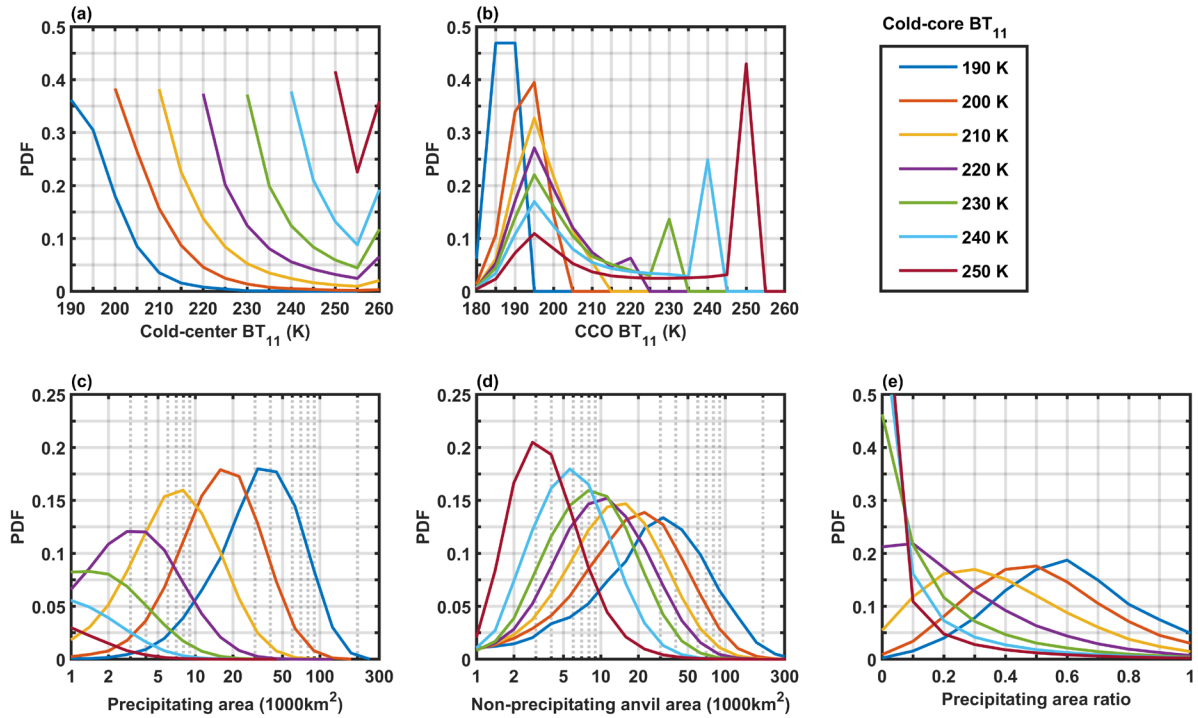 (a)
0.5
0.4
0.3
0.2
0.1
0
PDF
190 200 210 220 230 240 250 260
Cold-center BT11 (K)
(b)
0.5
0.4
0.3
0.2
0.1
0
PDF
180 190 200 210 220 230 240 250 260
CCO BT11 (K)
Cold-core BT11
190 K
200 K
210 K
220 K
230 K
240 K
250 K
(c)
0.25
0.2
0.15
0.1
0.05
0
PDF
1 2 5 10 20 50 100 300
Precipitating area (1000km2)
(d)
0.25
0.2
0.15
0.1
0.05
0
PDF
1 2 5 10 20 50 100 300
Non-precipitating anvil area (1000km2)
(e)
0.5
0.4
0.3
0.2
0.1
0
PDF
0 0.2 0.4 0.6 0.8 1
Precipitating area ratio